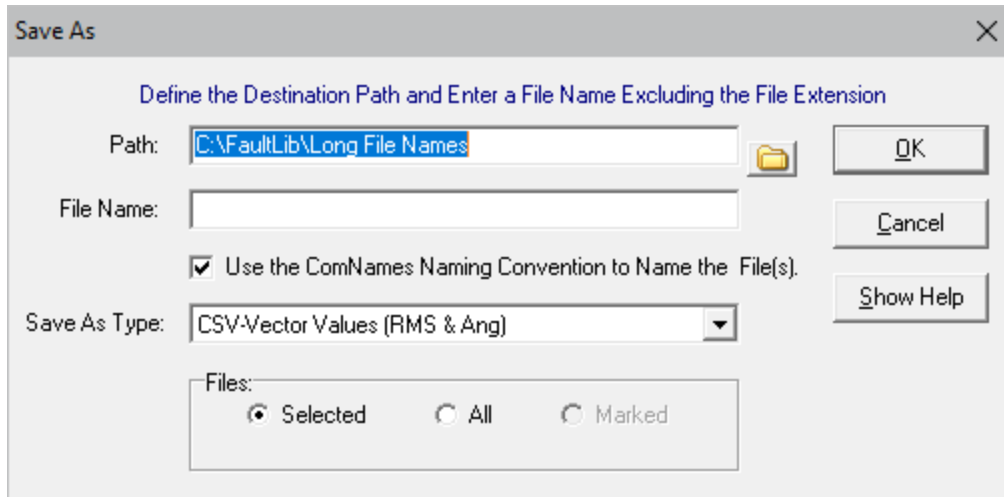 Save As
Define the Destination Path and Enter a File Name Excluding the File Extension
Path: C:\FaultLib\Long File Names OK
File Name: Cancel
Use the ComNames Naming Convention to Name the File(s).
Show Help
Save As Type: CSV-Vector Values (RMS & Ang)
Files:
Selected All Marked